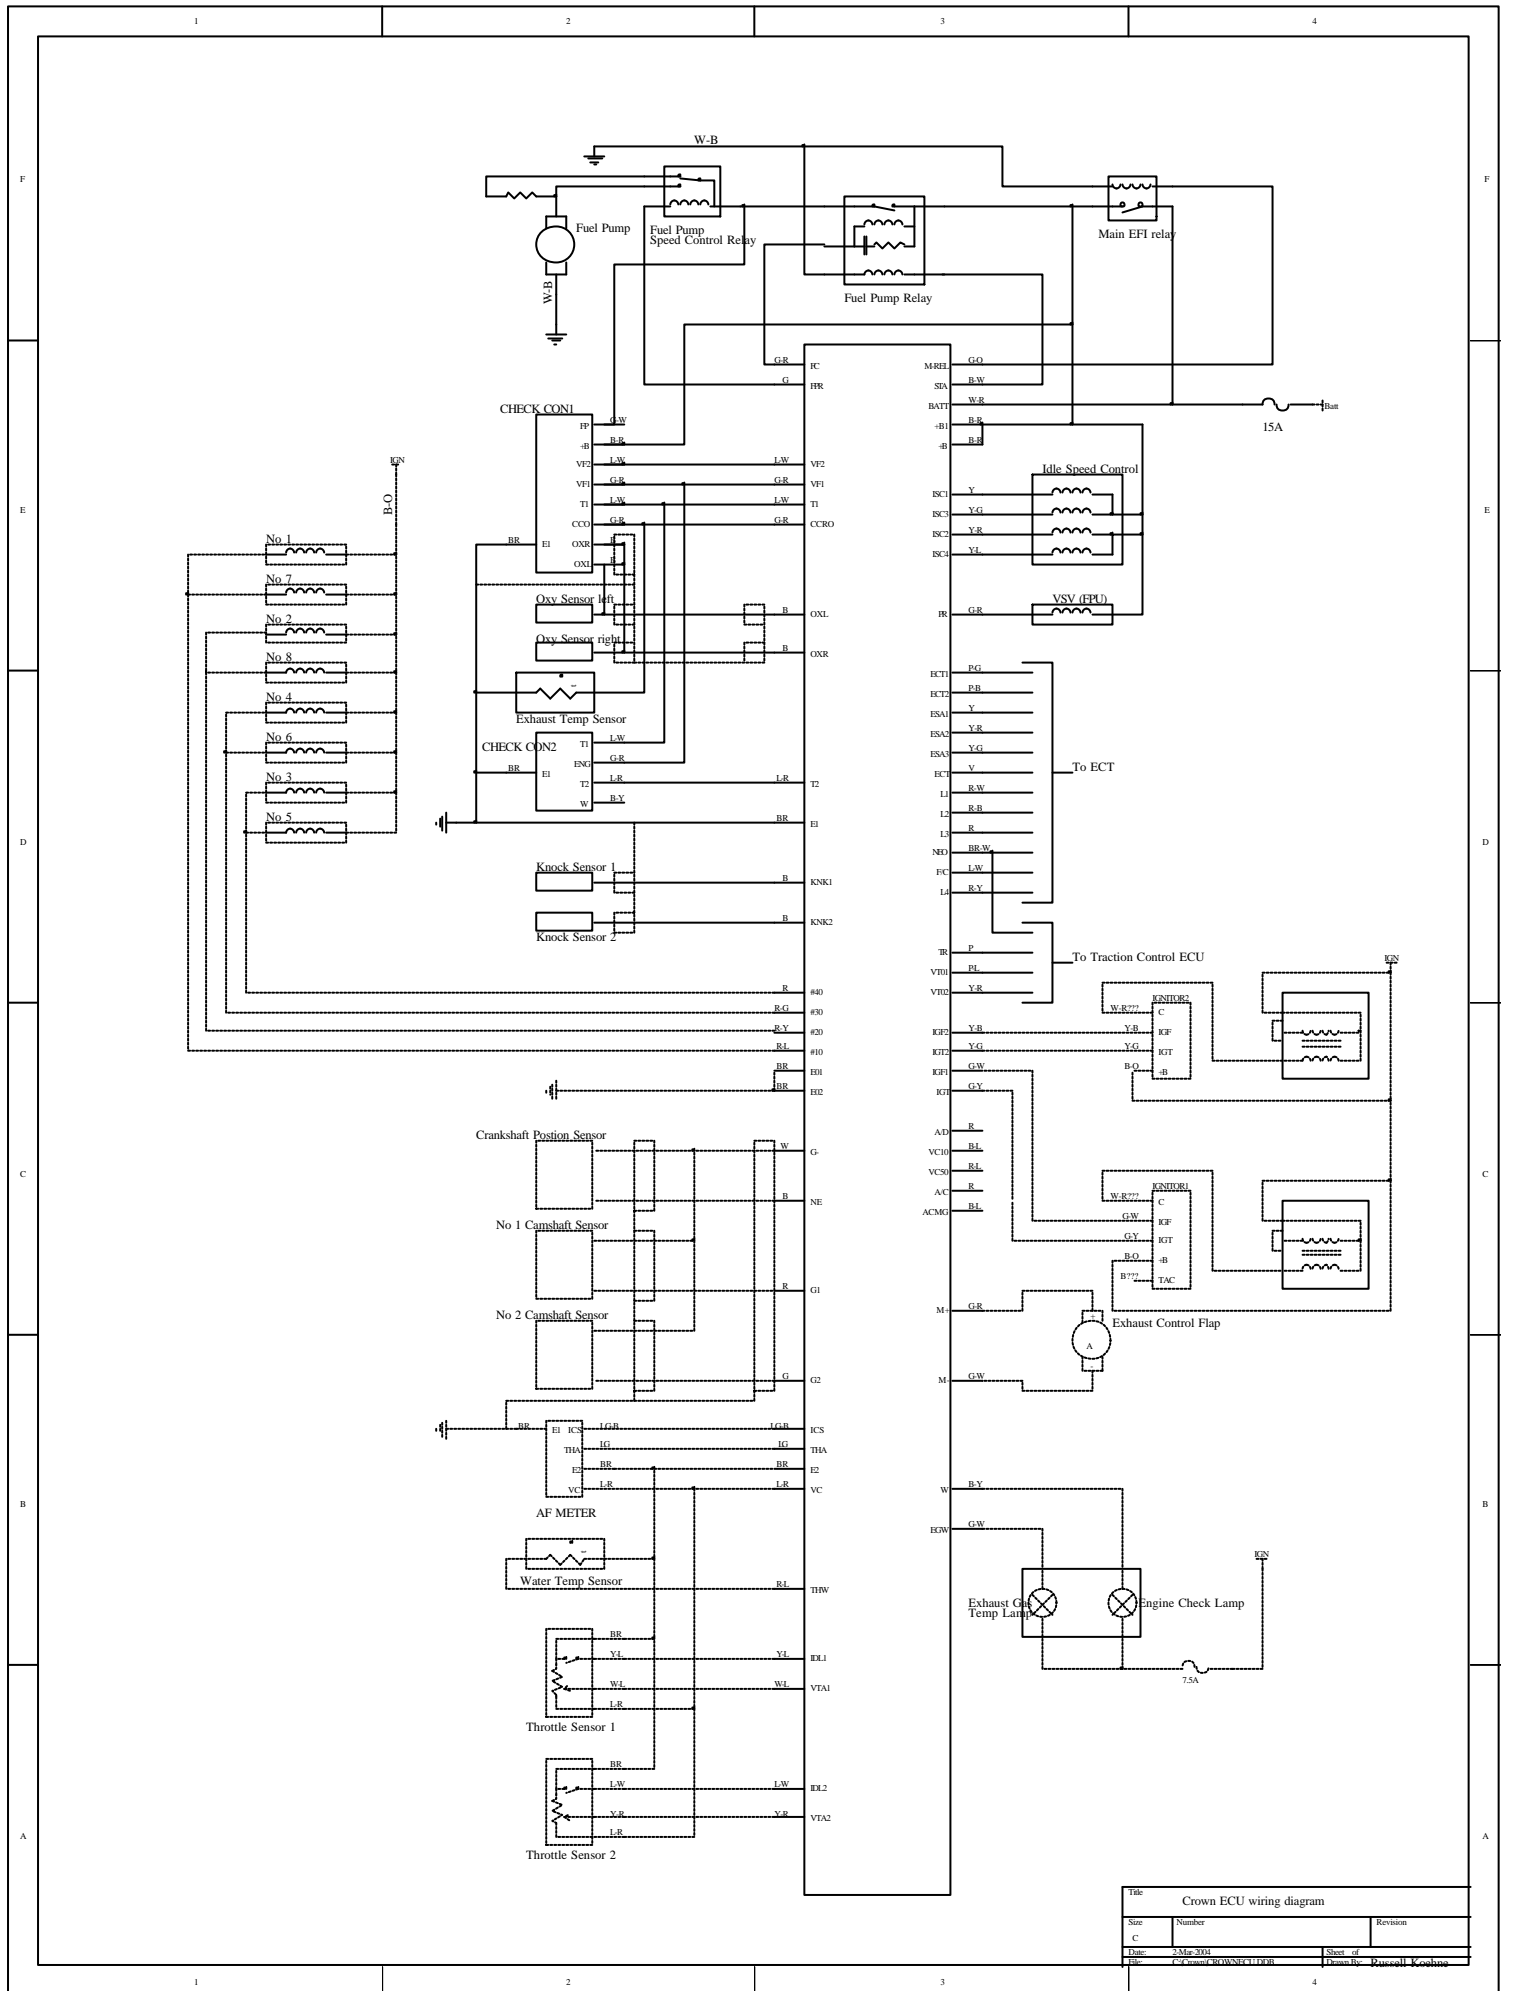 1 2 3 4
F
F
W-B
Fuel Pump
Fuel Pump
Speed Control Relay
Main EFI relay
W-B
Fuel Pump Relay
G-R FC
G FPR
M-REL G-O
STA B-W
BATT W-R
Batt
15A
+B1 B-R
+B B-R
CHECK CON1
FP G-W
+B B-R
VF2 L-W L-W VF2
VF1 G-R G-R VF1
T1 L-W L-W T1
CCO G-R G-R CCRO
BR E1
OXR B
OXL B
IGN
B-O
E
E
Idle Speed Control
ISC1 Y
ISC3 Y-G
ISC2 Y-R
ISC4 Y-L
No 1
No 7
No 2
No 8
No 4
No 6
No 3
No 5
Oxy Sensor left
B OXL
Oxy Sensor right
B OXR
PR G-R
VSV (FPU)
Exhaust Temp Sensor
CHECK CON2
T1 L-W
ENG G-R
BR E1
T2 L-R L-R T2
W B-Y
BR E1
ECT1 P-G
ECT2 P-B
ESA1 Y
ESA2 Y-R
ESA3 Y-G
ECT V
To ECT
L1 R-W
L2 R-B
L3 R
NEO BR-W
F/C L-W
L4 R-Y
D
D
Knock Sensor 1
B KNK1
B KNK2
Knock Sensor 2
TR P
To Traction Control ECU
VT01 P-L
VT02 Y-R
R #40
R-G #30
R-Y #20
R-L #10
BR E01
BR E02
IGN
IGNITOR2
W-R??? C
IGF2 Y-B Y-B IGF
IGT2 Y-G Y-G IGT
B-O +B
IGF1 G-W
IGT G-Y
A/D R
VC10 B-L
VC50 R-L
A/C R
ACMG B-L
C
C
Crankshaft Postion Sensor
W G-
B NE
No 1 Camshaft Sensor
R G1
No 2 Camshaft Sensor
G G2
IGNITOR1
W-R??? C
G-W IGF
G-Y IGT
B-O +B
B??? TAC
M+ G-R
+
A
-
Exhaust Control Flap
M- G-W
BR E1 ICS LG-B LG-B ICS
THA LG LG THA
E2 BR BR E2
VC L-R L-R VC
AF METER
B
B
W B-Y
EGW G-W
IGN
Water Temp Sensor
R-L THW
Exhaust Gas
Temp Lamp
Engine Check Lamp
7.5A
BR
Y-L Y-L IDL1
W-L W-L VTA1
L-R
Throttle Sensor 1
BR
L-W L-W IDL2
Y-R Y-R VTA2
L-R
Throttle Sensor 2
A
A
Title
Crown ECU wiring diagram
Size Number Revision
C
Date: 2-Mar-2004 Sheet of
File: C:\Crown\CROWNECU.DDB Drawn By: Russell Koehne
1 2 3 4